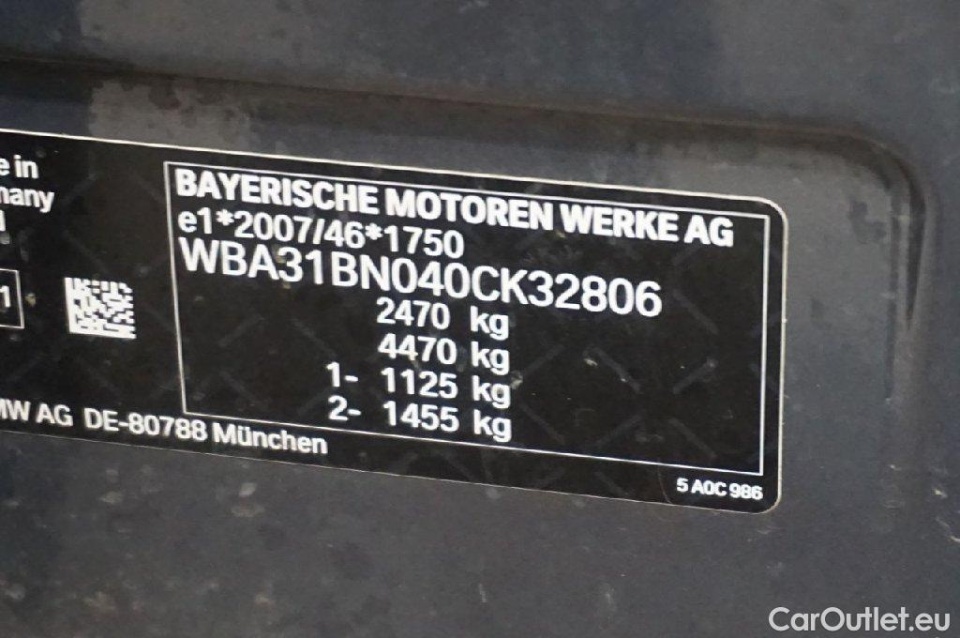 e in
many
1
BAYERISCHE MOTOREN WERKE AG
e1*2007/46*1750
WBA31BN040CK32806
2470 kg
4470 kg
1- 1125 kg
2- 1455 kg
MW AG DE-80788 München
5 A0C 986
CarOutlet.eu